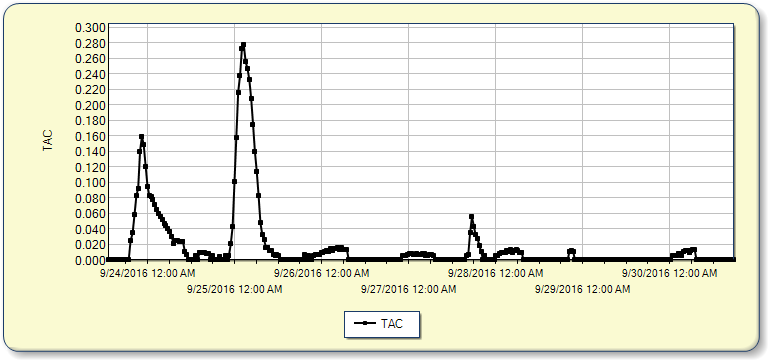 TAC
0.300
0.280
0.260
0.240
0.220
0.200
0.180
0.160
0.140
0.120
0.100
0.080
0.060
0.040
0.020
0.000
9/24/2016 12:00 AM
9/25/2016 12:00 AM
9/26/2016 12:00 AM
9/27/2016 12:00 AM
9/28/2016 12:00 AM
9/29/2016 12:00 AM
9/30/2016 12:00 AM
TAC